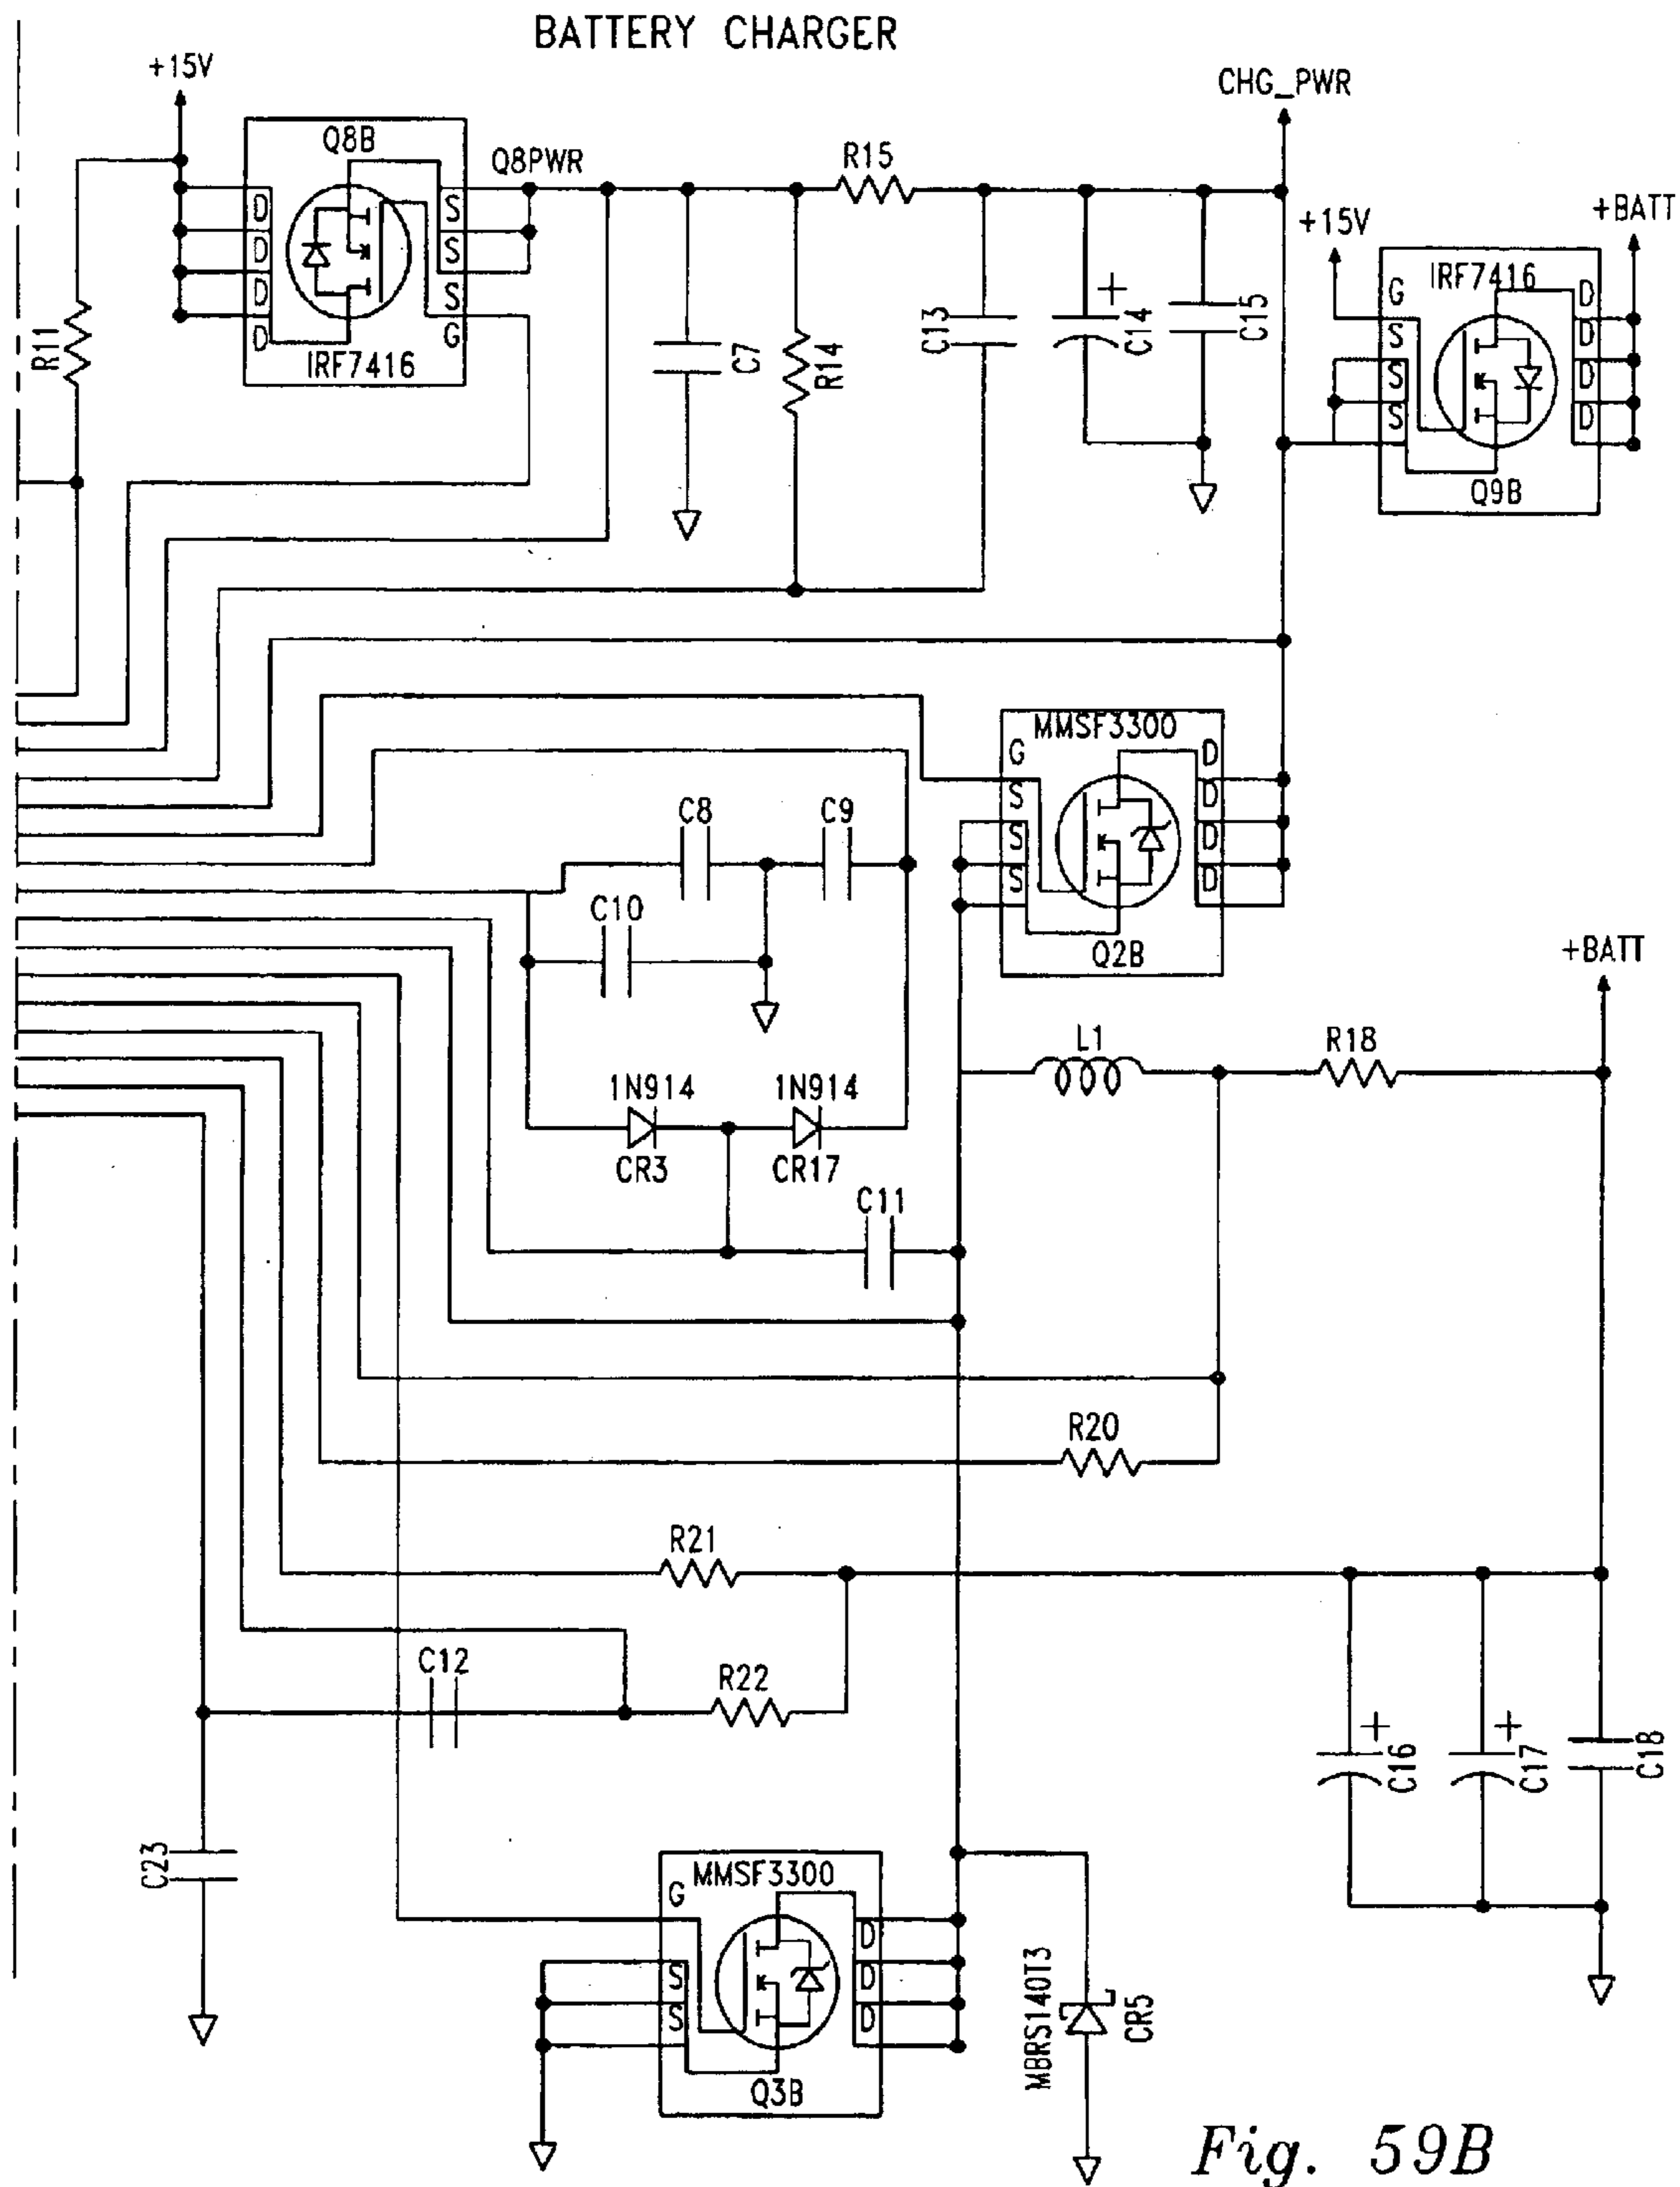 BATTERY CHARGER
+15V
CHG_PWR
Q8B
Q8PWR
R15
+15V
+BATT
D
D
D
D
S
S
S
G
IRF7416
R11
C7
R14
C13
+
C14
C15
IRF7416
G
S
S
S
D
D
D
D
Q9B
MMSF3300
G
S
S
S
D
D
D
D
Q2B
C8
C9
C10
+BATT
L1
R18
1N914
1N914
CR3
CR17
C11
R20
R21
C12
R22
+
C16
+
C17
C18
C23
MMSF3300
G
S
S
D
D
D
Q3B
MBRS140T3
CR5
Fig. 59B